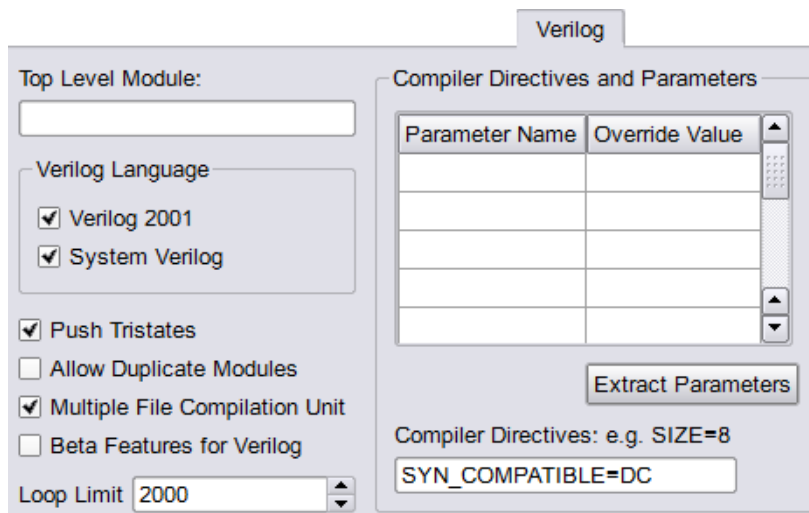 Verilog
Top Level Module:
Verilog Language
Verilog 2001
System Verilog
Push Tristates
Allow Duplicate Modules
Multiple File Compilation Unit
Beta Features for Verilog
Loop Limit 2000
Compiler Directives and Parameters
Parameter Name Override Value
Extract Parameters
Compiler Directives: e.g. SIZE=8
SYN_COMPATIBLE=DC